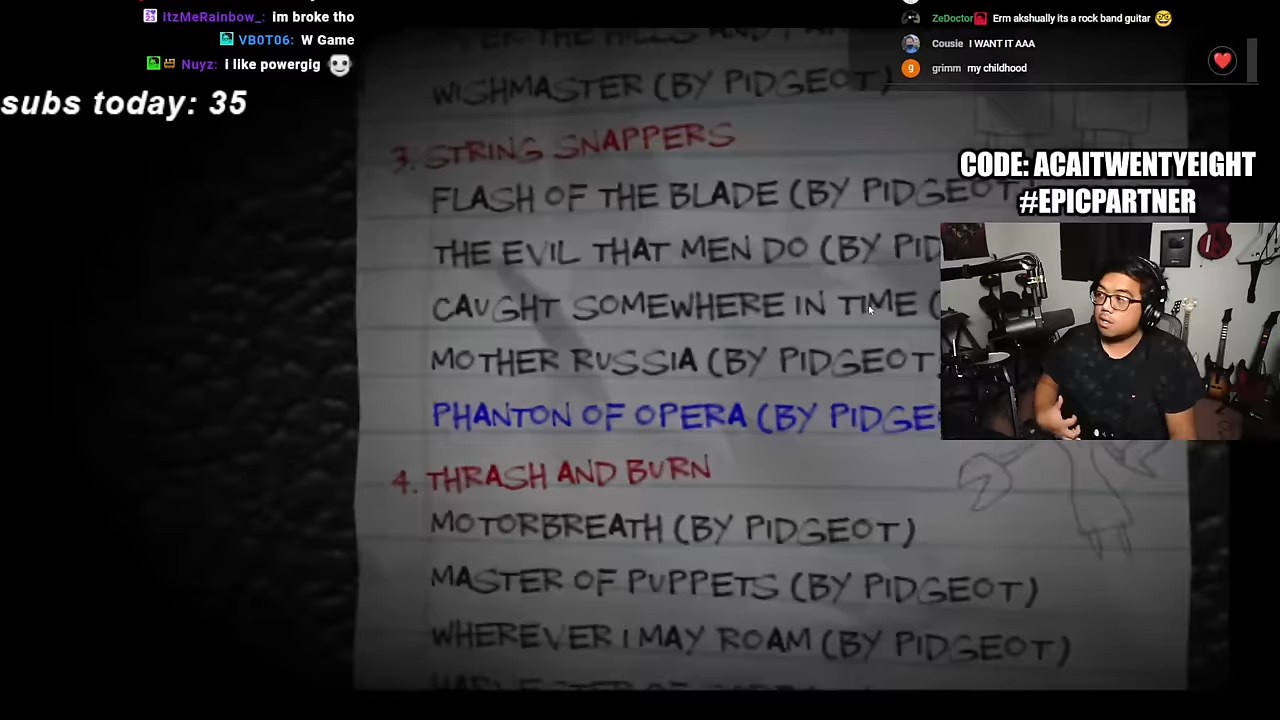 ItzMeRainbow_: im broke tho
VB0T06: W Game
Nuyz: i like powergig
subs today: 35
ZeDoctor Erm akshually its a rock band guitar
Cousie I WANT IT AAA
grimm my childhood
CODE: ACAITWENTYEIGHT
#EPICPARTNER
WISHMASTER (BY PIDGEOT)
3. STRING SNAPPERS
FLASH OF THE BLADE (BY PIDGEOT)
THE EVIL THAT MEN DO (BY PID
CAUGHT SOMEWHERE IN TIME (
MOTHER RUSSIA (BY PIDGEOT
PHANTON OF OPERA (BY PIDGE
4. THRASH AND BURN
MOTORBREATH (BY PIDGEOT)
MASTER OF PUPPETS (BY PIDGEOT)
WHEREVER I MAY ROAM (BY PIDGEOT)